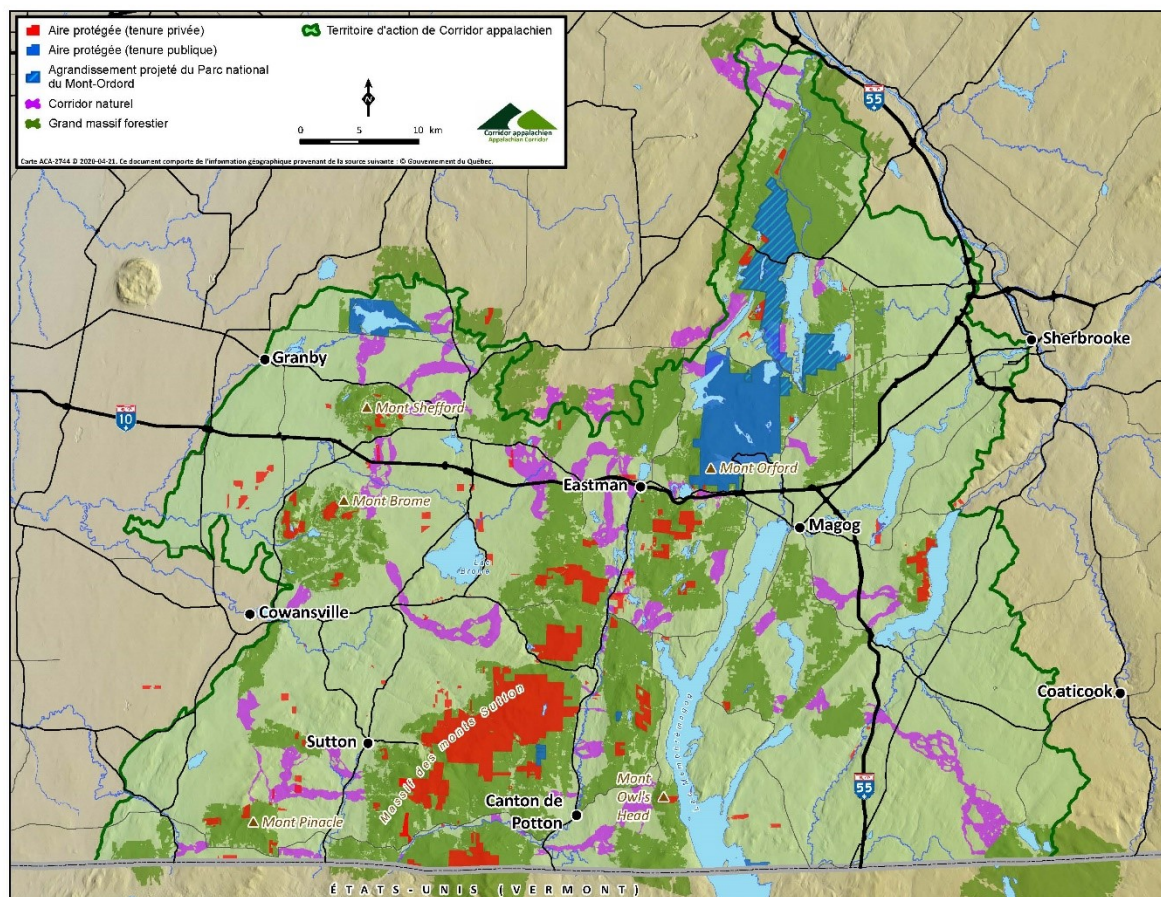 Aire protégée (tenure privée)
Aire protégée (tenure publique)
Agrandissement projeté du Parc national
du Mont-Ordord
Corridor naturel
Grand massif forestier
Territoire d'action de Corridor appalachien
N
0 5 10 km
Corridor appalachien
Appalachian Corridor
Carte ACA-2744 © 2020-04-21. Ce document comporte de l'information géographique provenant de la source suivante : © Gouvernement du Québec.
55
Granby
Sherbrooke
10
Mont Shefford
Mont Orford
Eastman
Mont Brome
Magog
Lac
Brome
Cowansville
Coaticook
Massif des monts Sutton
Sutton
Lac Memphrémagog
Mont
Owl's
Head
55
Canton de
Potton
Mont Pinacle
ÉTATS-UNIS (VERMONT)